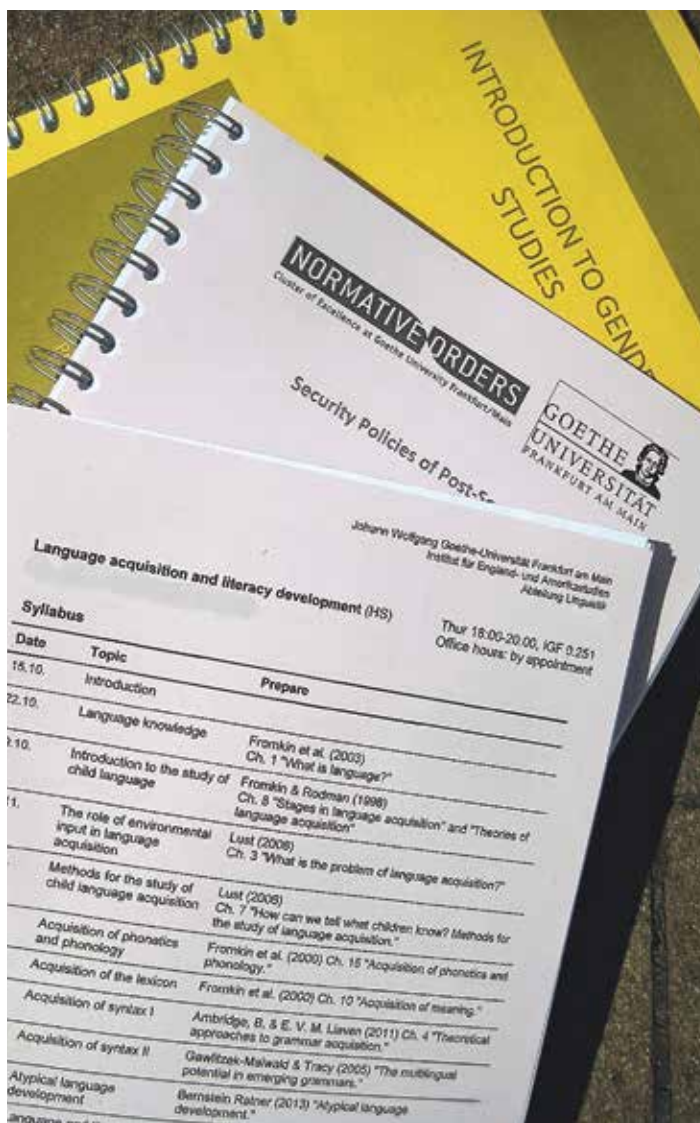 INTRODUCTION TO GENDE
STUDIES
NORMATIVE ORDERS
Cluster of Excellence at Goethe University Frankfurt/Main
GOETHE
UNIVERSITÄT
FRANKFURT AM MAIN
Security Policies of Post-S
Johann Wolfgang Goethe-Universität Frankfurt am Main
Institut für England- und Amerikastudien
Abteilung Linguistik
Language acquisition and literacy development (HS)
Thur 18:00-20.00, IGF 0.251
Office hours: by appointment
Syllabus
Date Topic Prepare
15.10. Introduction
22.10. Language knowledge Fromkin et al. (2003)
Ch. 1 "What is language?"
9.10. Introduction to the study of Fromkin & Rodman (1998)
child language Ch. 8 "Stages in language acquisition" and "Theories of
language acquisition"
11. The role of environmental Lust (2006)
input in language Ch. 3 "What is the problem of language acquisition?"
acquisition
Methods for the study of Lust (2006)
child language acquisition Ch. 7 "How can we tell what children know? Methods for
the study of language acquisition."
Acquisition of phonetics Fromkin et al. (2000) Ch. 15 "Acquisition of phonetics and
and phonology phonology."
Acquisition of the lexicon Fromkin et al. (2000) Ch. 10 "Acquisition of meaning."
Acquisition of syntax I Ambridge, B. & E. V. M. Lieven (2011) Ch. 4 "Theoretical
approaches to grammar acquisition."
Acquisition of syntax II Gawlitzek-Maiwald & Tracy (2005) "The multilingual
potential in emerging grammars."
Atypical language Bernstein Ratner (2013) "Atypical language
development development."